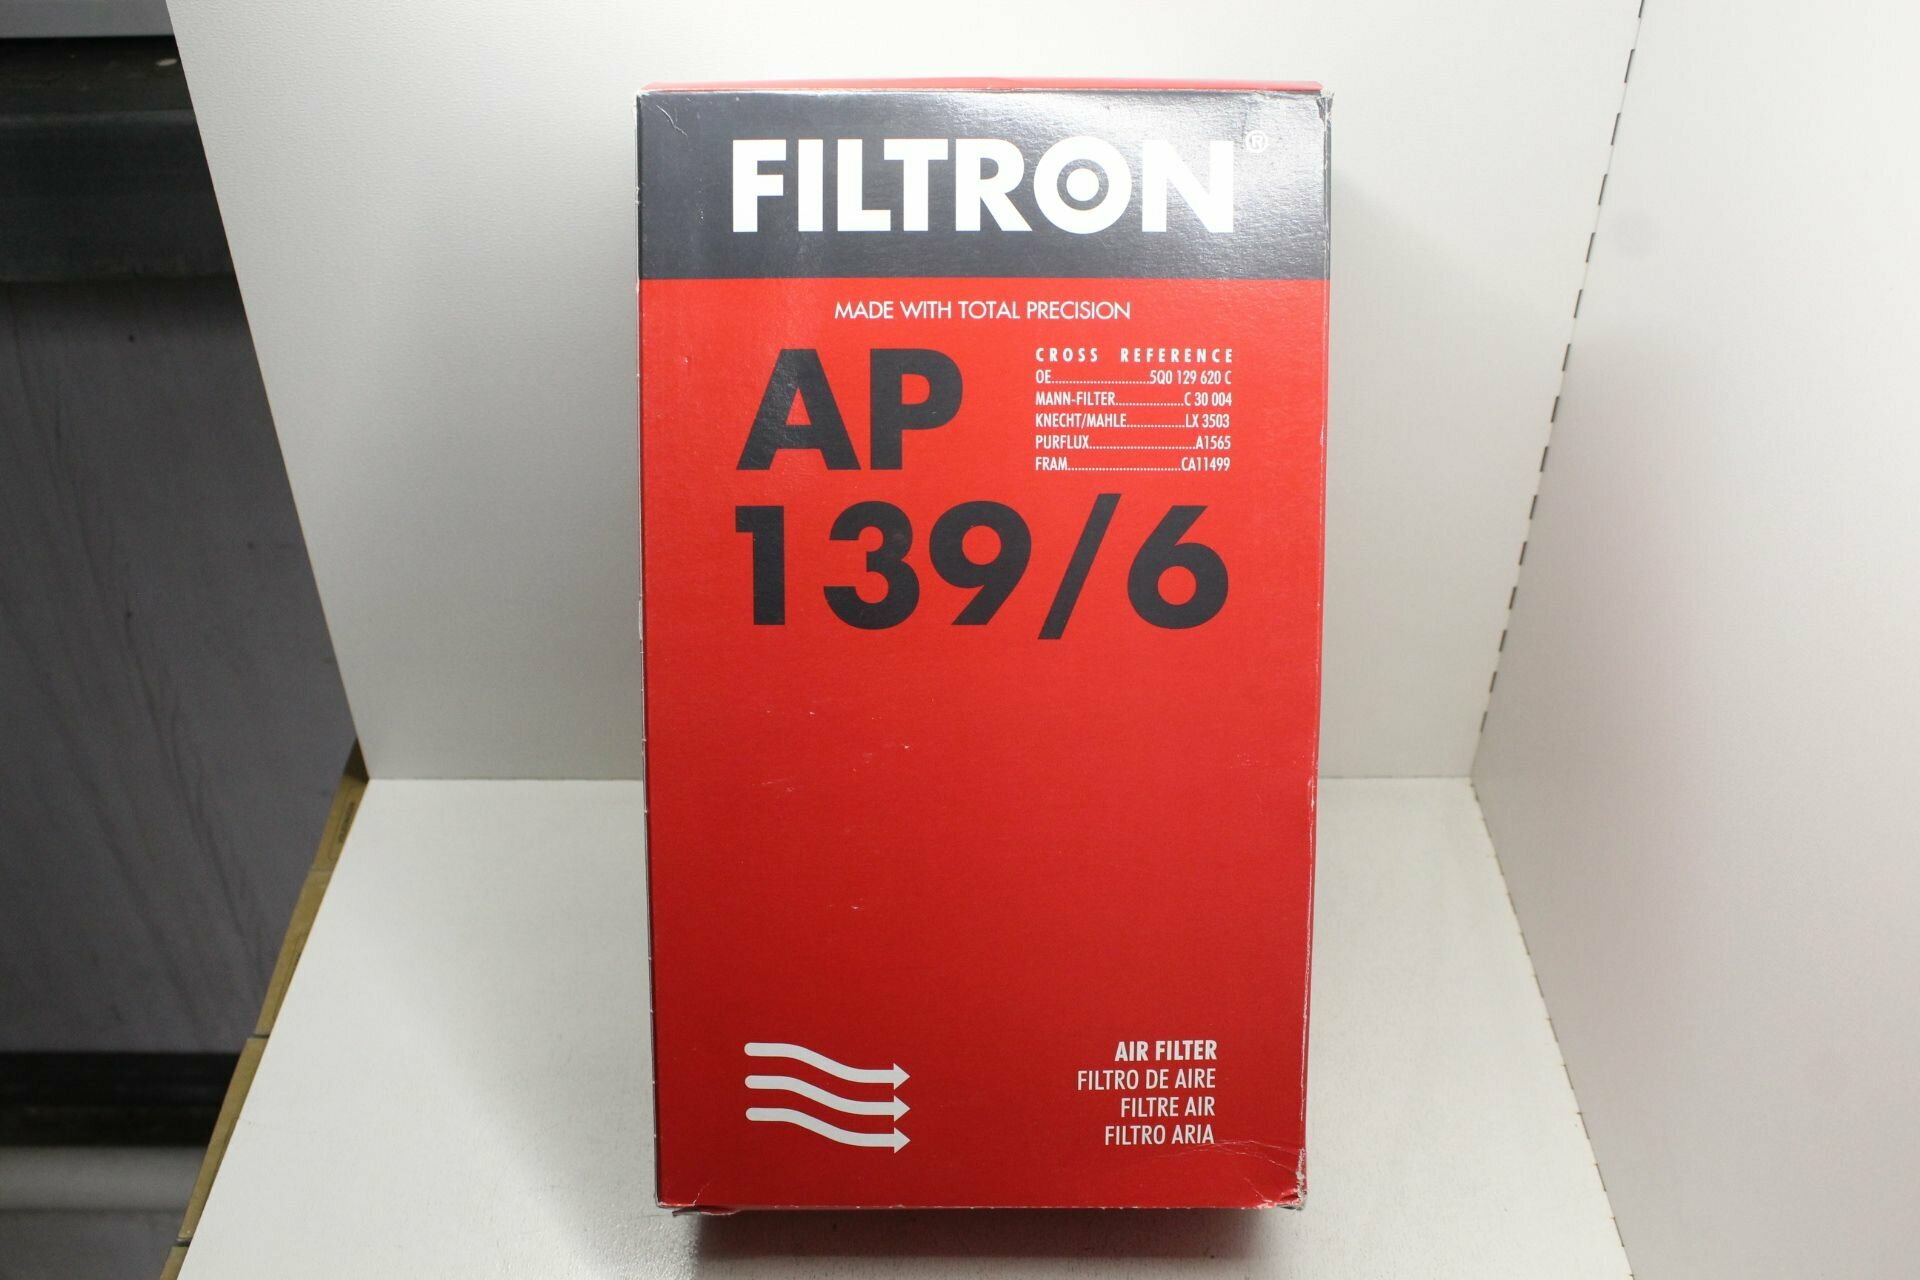 FILTRON®
MADE WITH TOTAL PRECISION
AP
139/6
CROSS REFERENCE
OE............................5Q0 129 620 C
MANN-FILTER...................C 30 004
KNECHT/MAHLE................LX 3503
PURFLUX..............................A1565
FRAM................................CA11499
AIR FILTER
FILTRO DE AIRE
FILTRE AIR
FILTRO ARIA